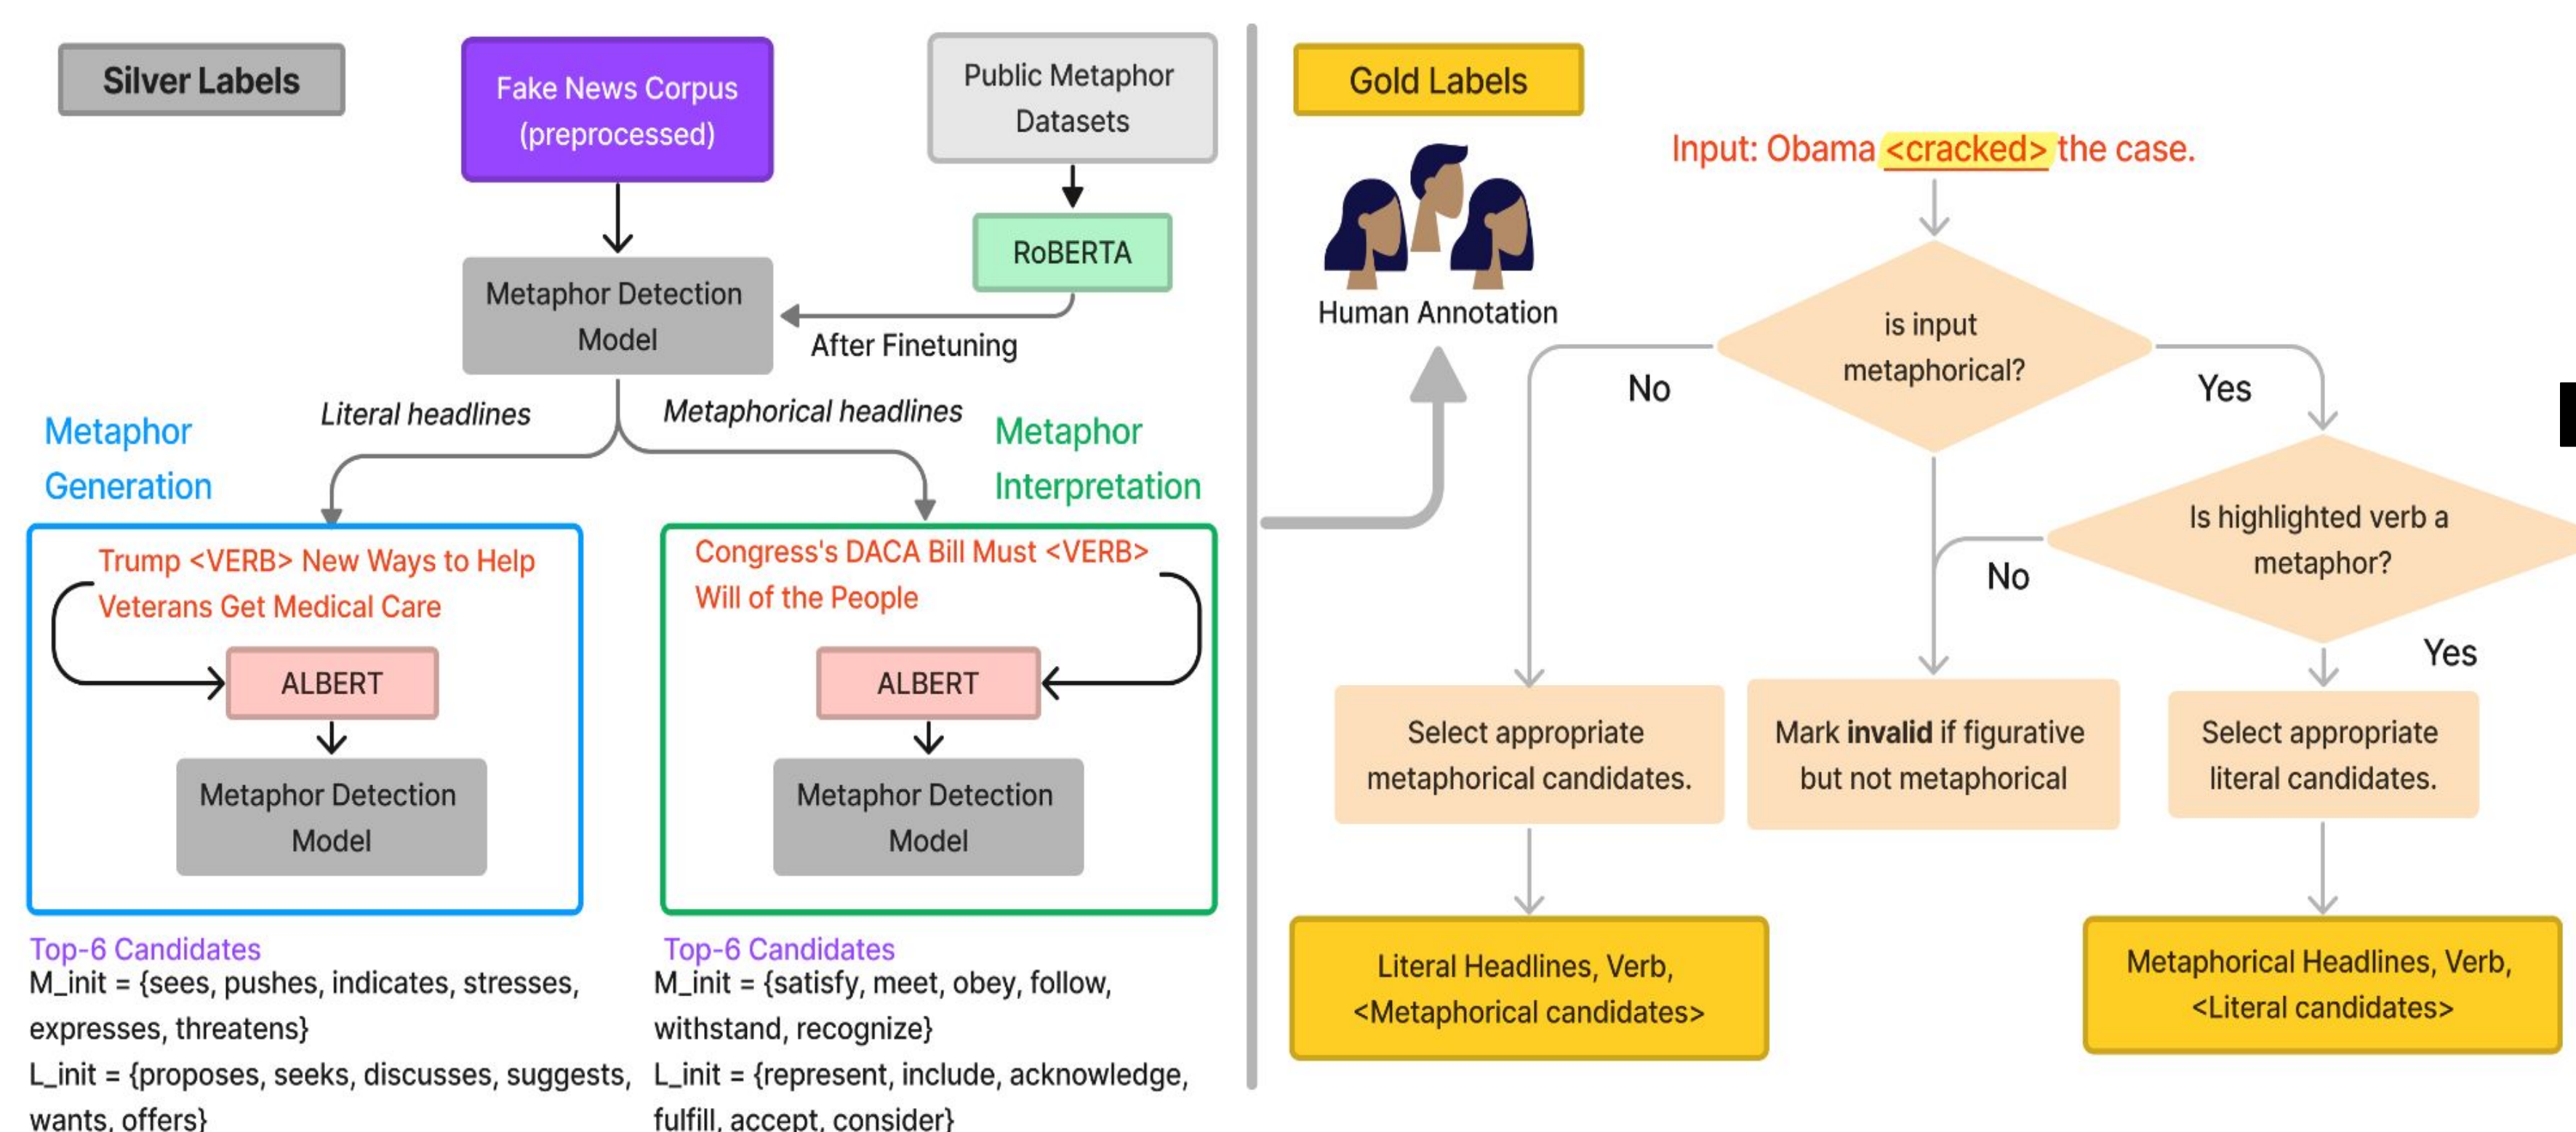 Silver Labels
Fake News Corpus
(preprocessed)
Public Metaphor
Datasets
RoBERTA
Metaphor Detection
Model
After Finetuning
Literal headlines
Metaphorical headlines
Metaphor
Generation
Metaphor
Interpretation
Trump <VERB> New Ways to Help
Veterans Get Medical Care
ALBERT
Metaphor Detection
Model
Congress's DACA Bill Must <VERB>
Will of the People
ALBERT
Metaphor Detection
Model
Top-6 Candidates
M_init = {sees, pushes, indicates, stresses,
expresses, threatens}
L_init = {proposes, seeks, discusses, suggests,
wants, offers}
Top-6 Candidates
M_init = {satisfy, meet, obey, follow,
withstand, recognize}
L_init = {represent, include, acknowledge,
fulfill, accept, consider}
Gold Labels
Human Annotation
Input: Obama <cracked> the case.
is input
metaphorical?
No
Yes
Is highlighted verb a
metaphor?
No
Yes
Select appropriate
metaphorical candidates.
Mark invalid if figurative
but not metaphorical
Select appropriate
literal candidates.
Literal Headlines, Verb,
<Metaphorical candidates>
Metaphorical Headlines, Verb,
<Literal candidates>